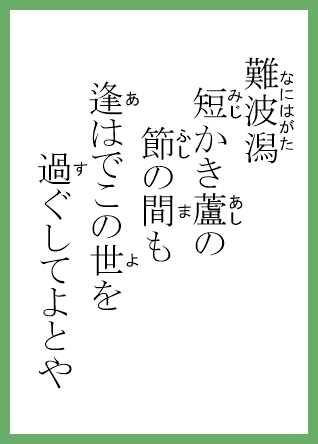 難波潟
短かき蘆の
節の間も
逢はでこの世を
過ぐしてよとや
なにはがた
みじ
あし
ふし
ま
あ
よ
す